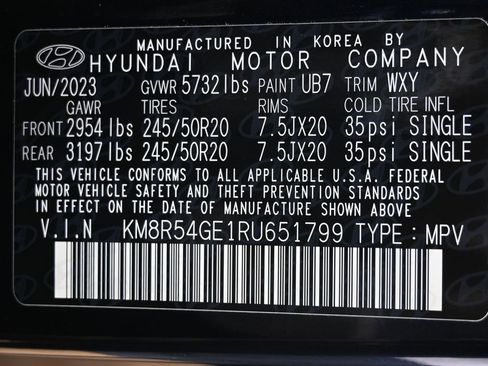 MANUFACTURED IN KOREA BY
HYUNDAI MOTOR COMPANY
JUN/2023 GVWR 5732lbs PAINT UB7 TRIM WXY
GAWR TIRES RIMS COLD TIRE INFL
FRONT 2954lbs 245/50R20 7.5JX20 35psi SINGLE
REAR 3197lbs 245/50R20 7.5JX20 35psi SINGLE
THIS VEHICLE CONFORMS TO ALL APPLICABLE U.S.A. FEDERAL
MOTOR VEHICLE SAFETY AND THEFT PREVENTION STANDARDS
IN EFFECT ON THE DATE OF MANUFACTURE SHOWN ABOVE
V.I.N KM8R54GE1RU651799 TYPE : MPV